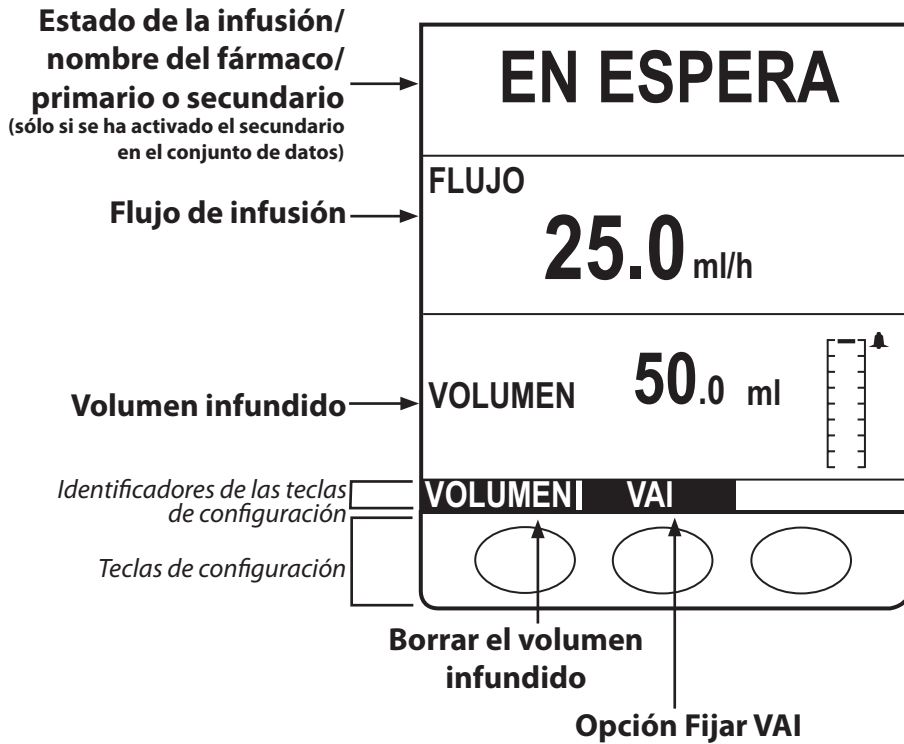 Estado de la infusión/
nombre del fármaco/
primario o secundario
(sólo si se ha activado el secundario
en el conjunto de datos)
EN ESPERA
Flujo de infusión
FLUJO
25.0 ml/h
Volumen infundido
VOLUMEN 50.0 ml
Identificadores de las teclas
de configuración
VOLUMEN VAI
Teclas de configuración
Borrar el volumen
infundido
Opción Fijar VAI